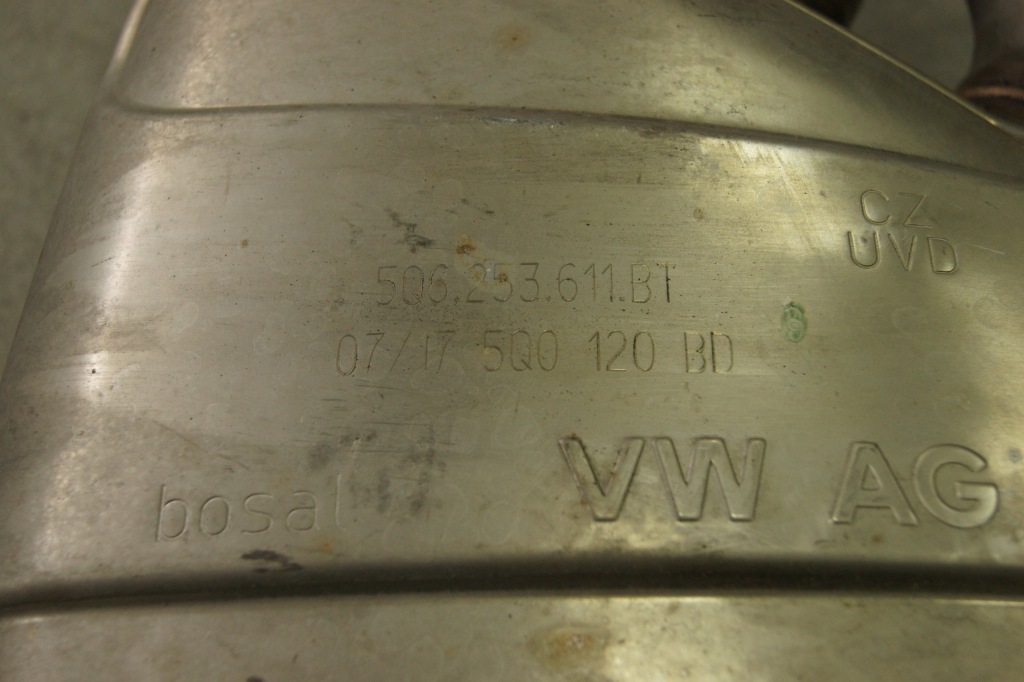 CZ
UVD
5Q6.253.611.BT
07/17 5Q0 120 BD
VW AG
bosal